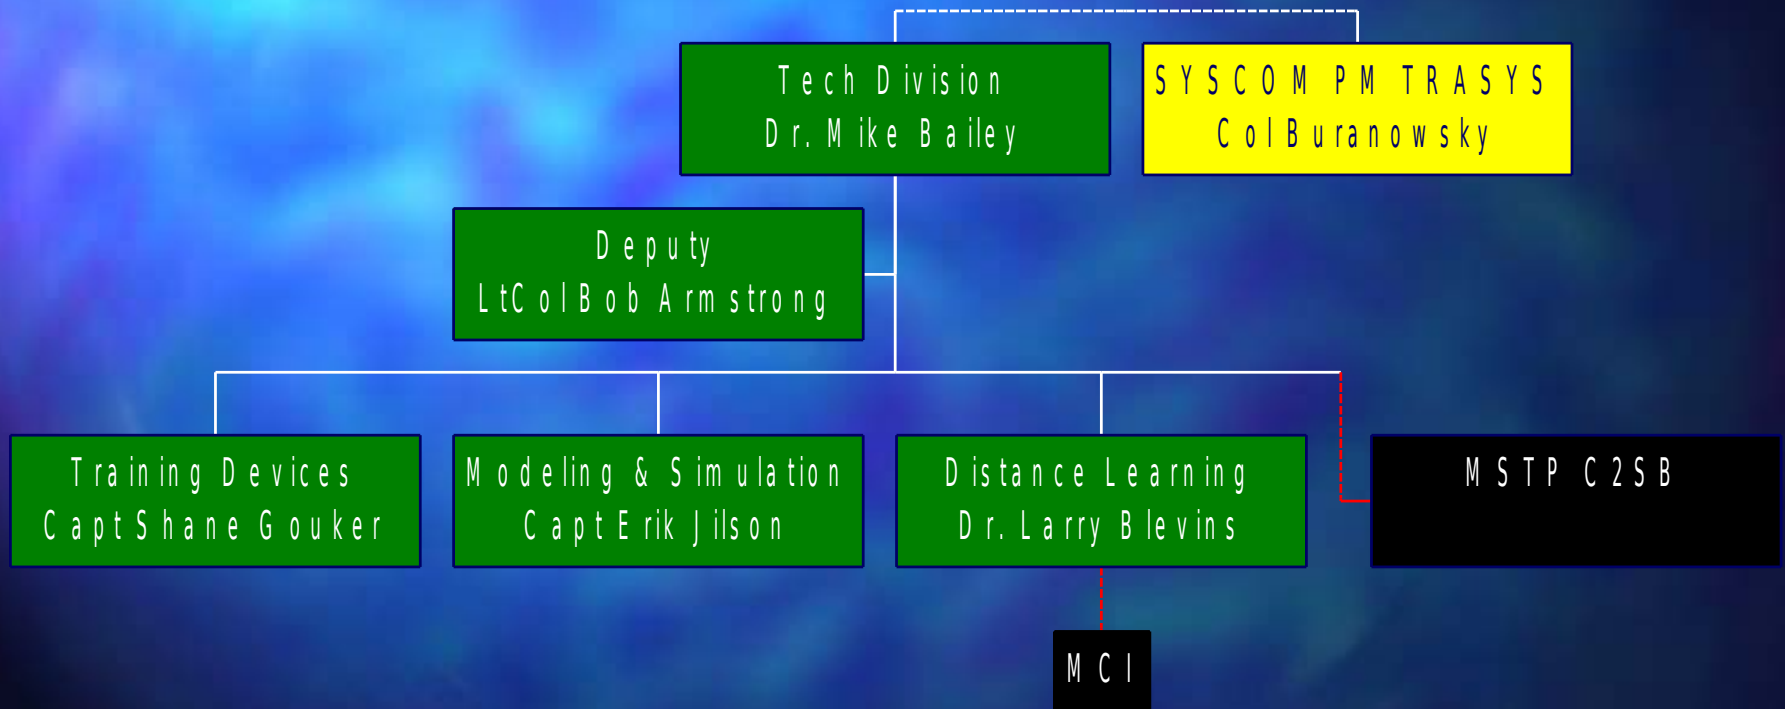 Tech Division
Dr. Mike Bailey
SYSCOM PM TRASYS
Col Buranowsky
Deputy
LtCol Bob Armstrong
Training Devices
Capt Shane Gouker
Modeling & Simulation
Capt Erik Jilson
Distance Learning
Dr. Larry Blevins
MSTP C2SB
MCI